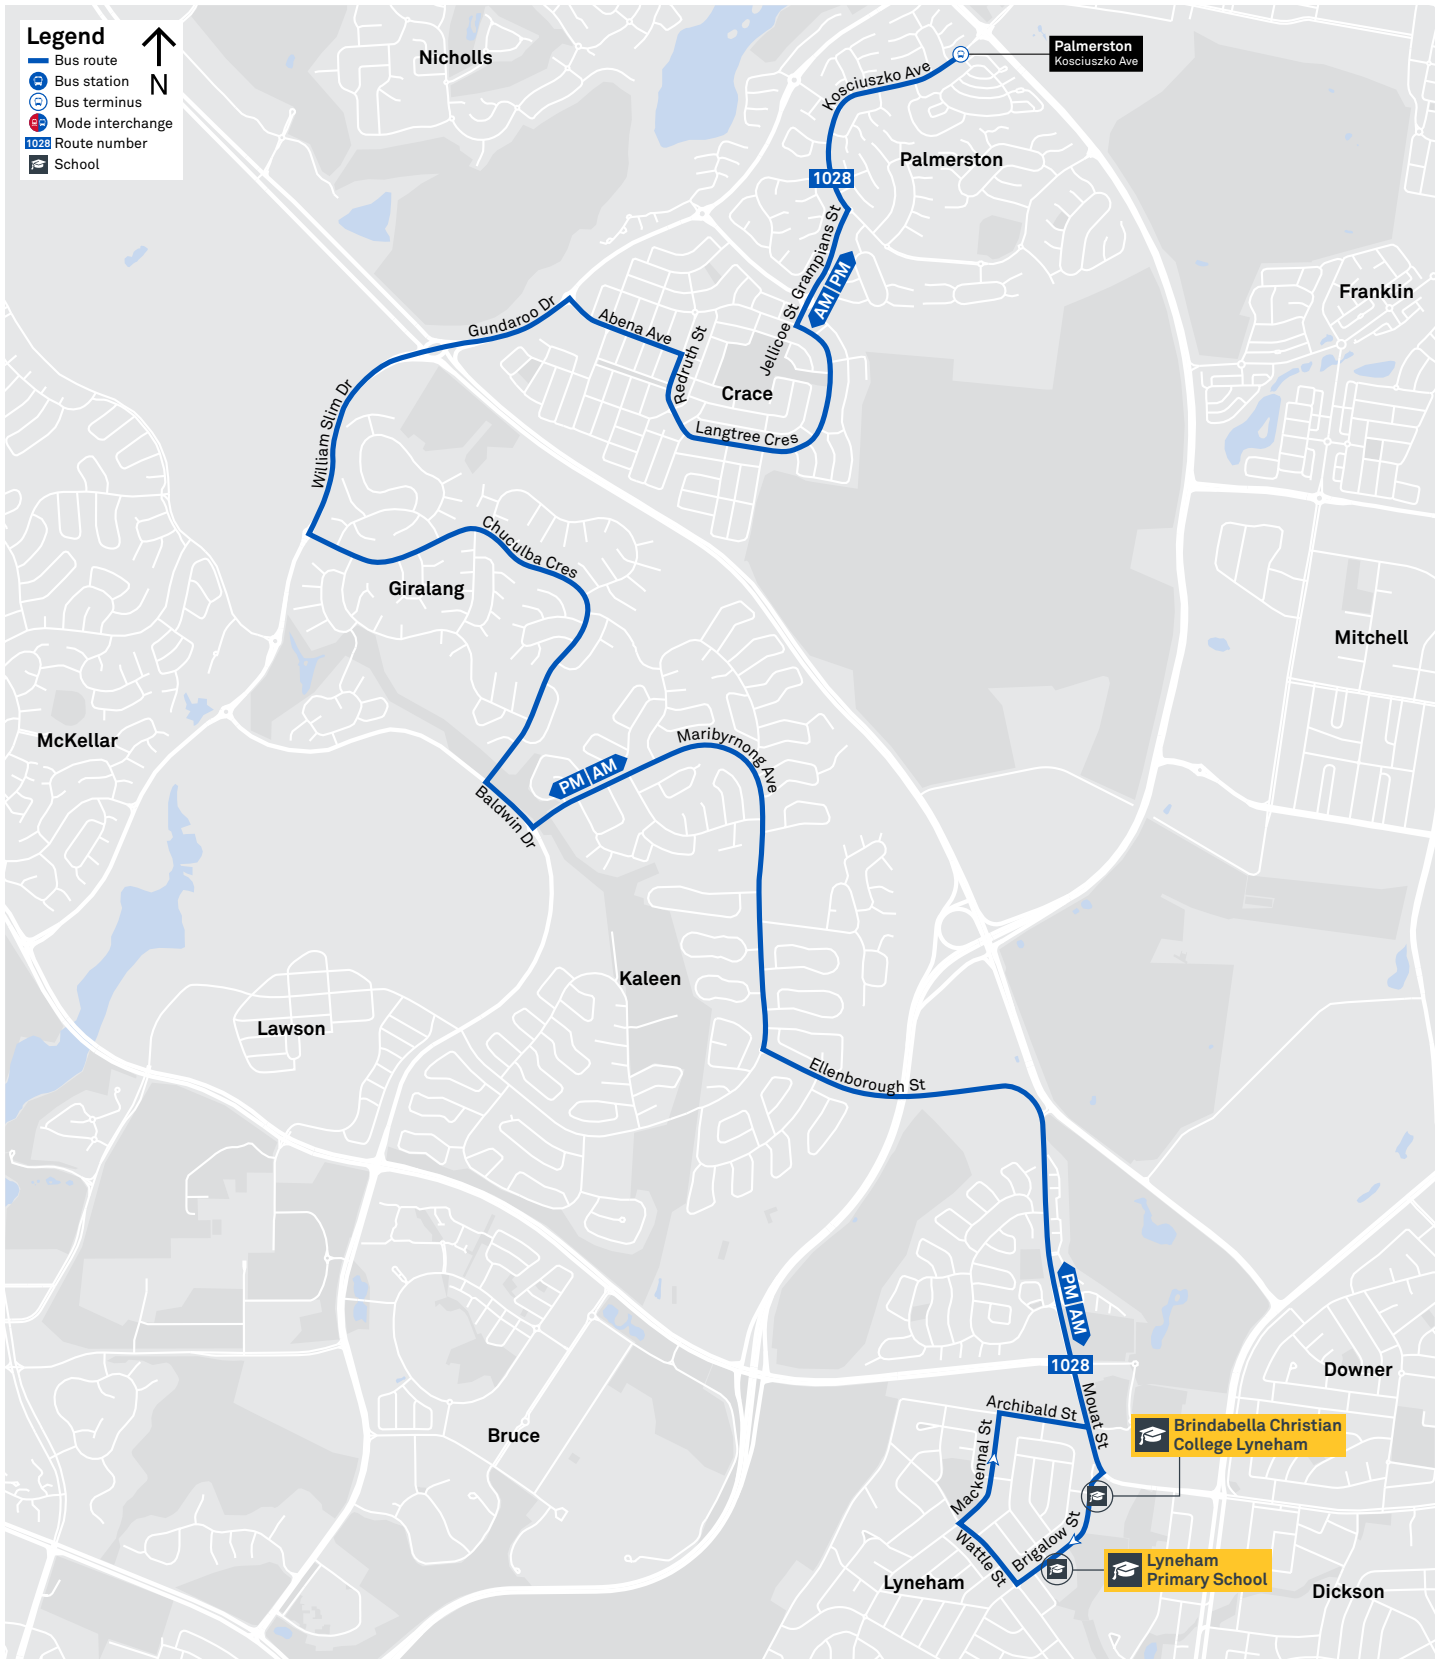 Legend
N
Bus route
Bus station
Bus terminus
Mode interchange
1028 Route number
School
Nicholls
Palmerston
Kosciuszko Ave
Kosciuszko Ave
Palmerston
1028
Grampians St
AM PM
Jellicoe St
Franklin
Gundaroo Dr
Abena Ave
Redruth St
Crace
Langtree Cres
William Slim Dr
Chuculba Cres
Giralang
Mitchell
McKellar
Maribyrnong Ave
PM AM
Baldwin Dr
Kaleen
Lawson
Ellenborough St
PM AM
1028
Downer
Mouat St
Archibald St
Brindabella Christian
College Lyneham
Bruce
Mackennal St
Brigalow St
Wattle St
Lyneham
Primary School
Lyneham
Dickson